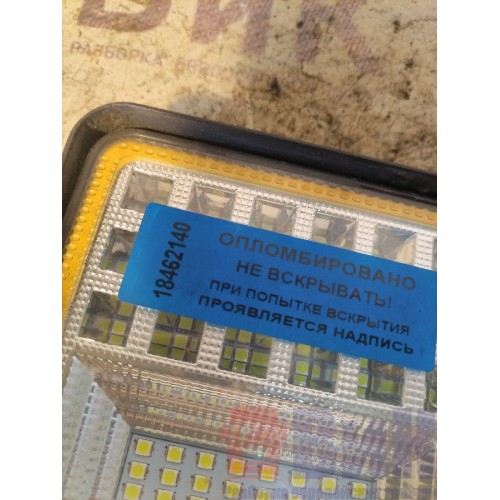 ВИК
РАЗБОРКА
18462140
ОПЛОМБИРОВАНО
НЕ ВСКРЫВАТЬ!
ПРИ ПОПЫТКЕ ВСКРЫТИЯ
ПРОЯВЛЯЕТСЯ НАДПИСЬ